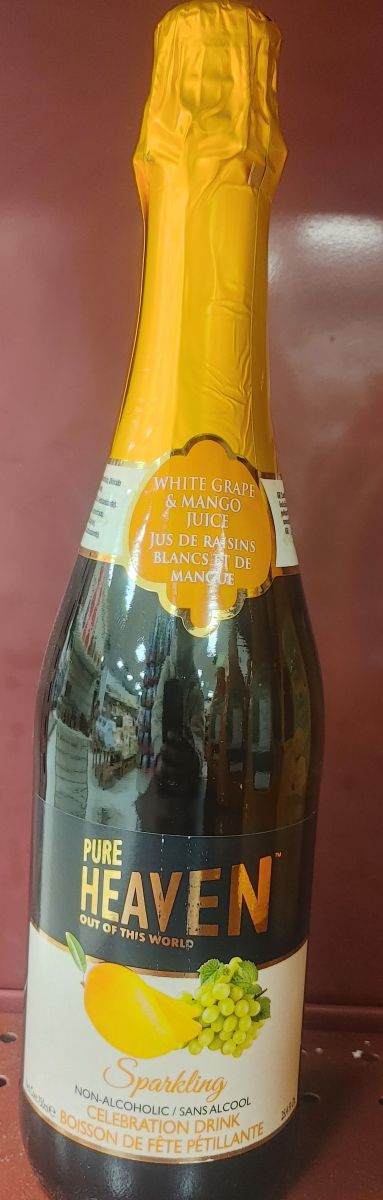 WHITE GRAPE
& MANGO
JUICE
JUS DE RAISINS
BLANCS ET DE
MANGUE
PURE
HEAVEN™
OUT OF THIS WORLD
Sparkling
NON-ALCOHOLIC / SANS ALCOOL
CELEBRATION DRINK
BOISSON DE FÊTE PÉTILLANTE